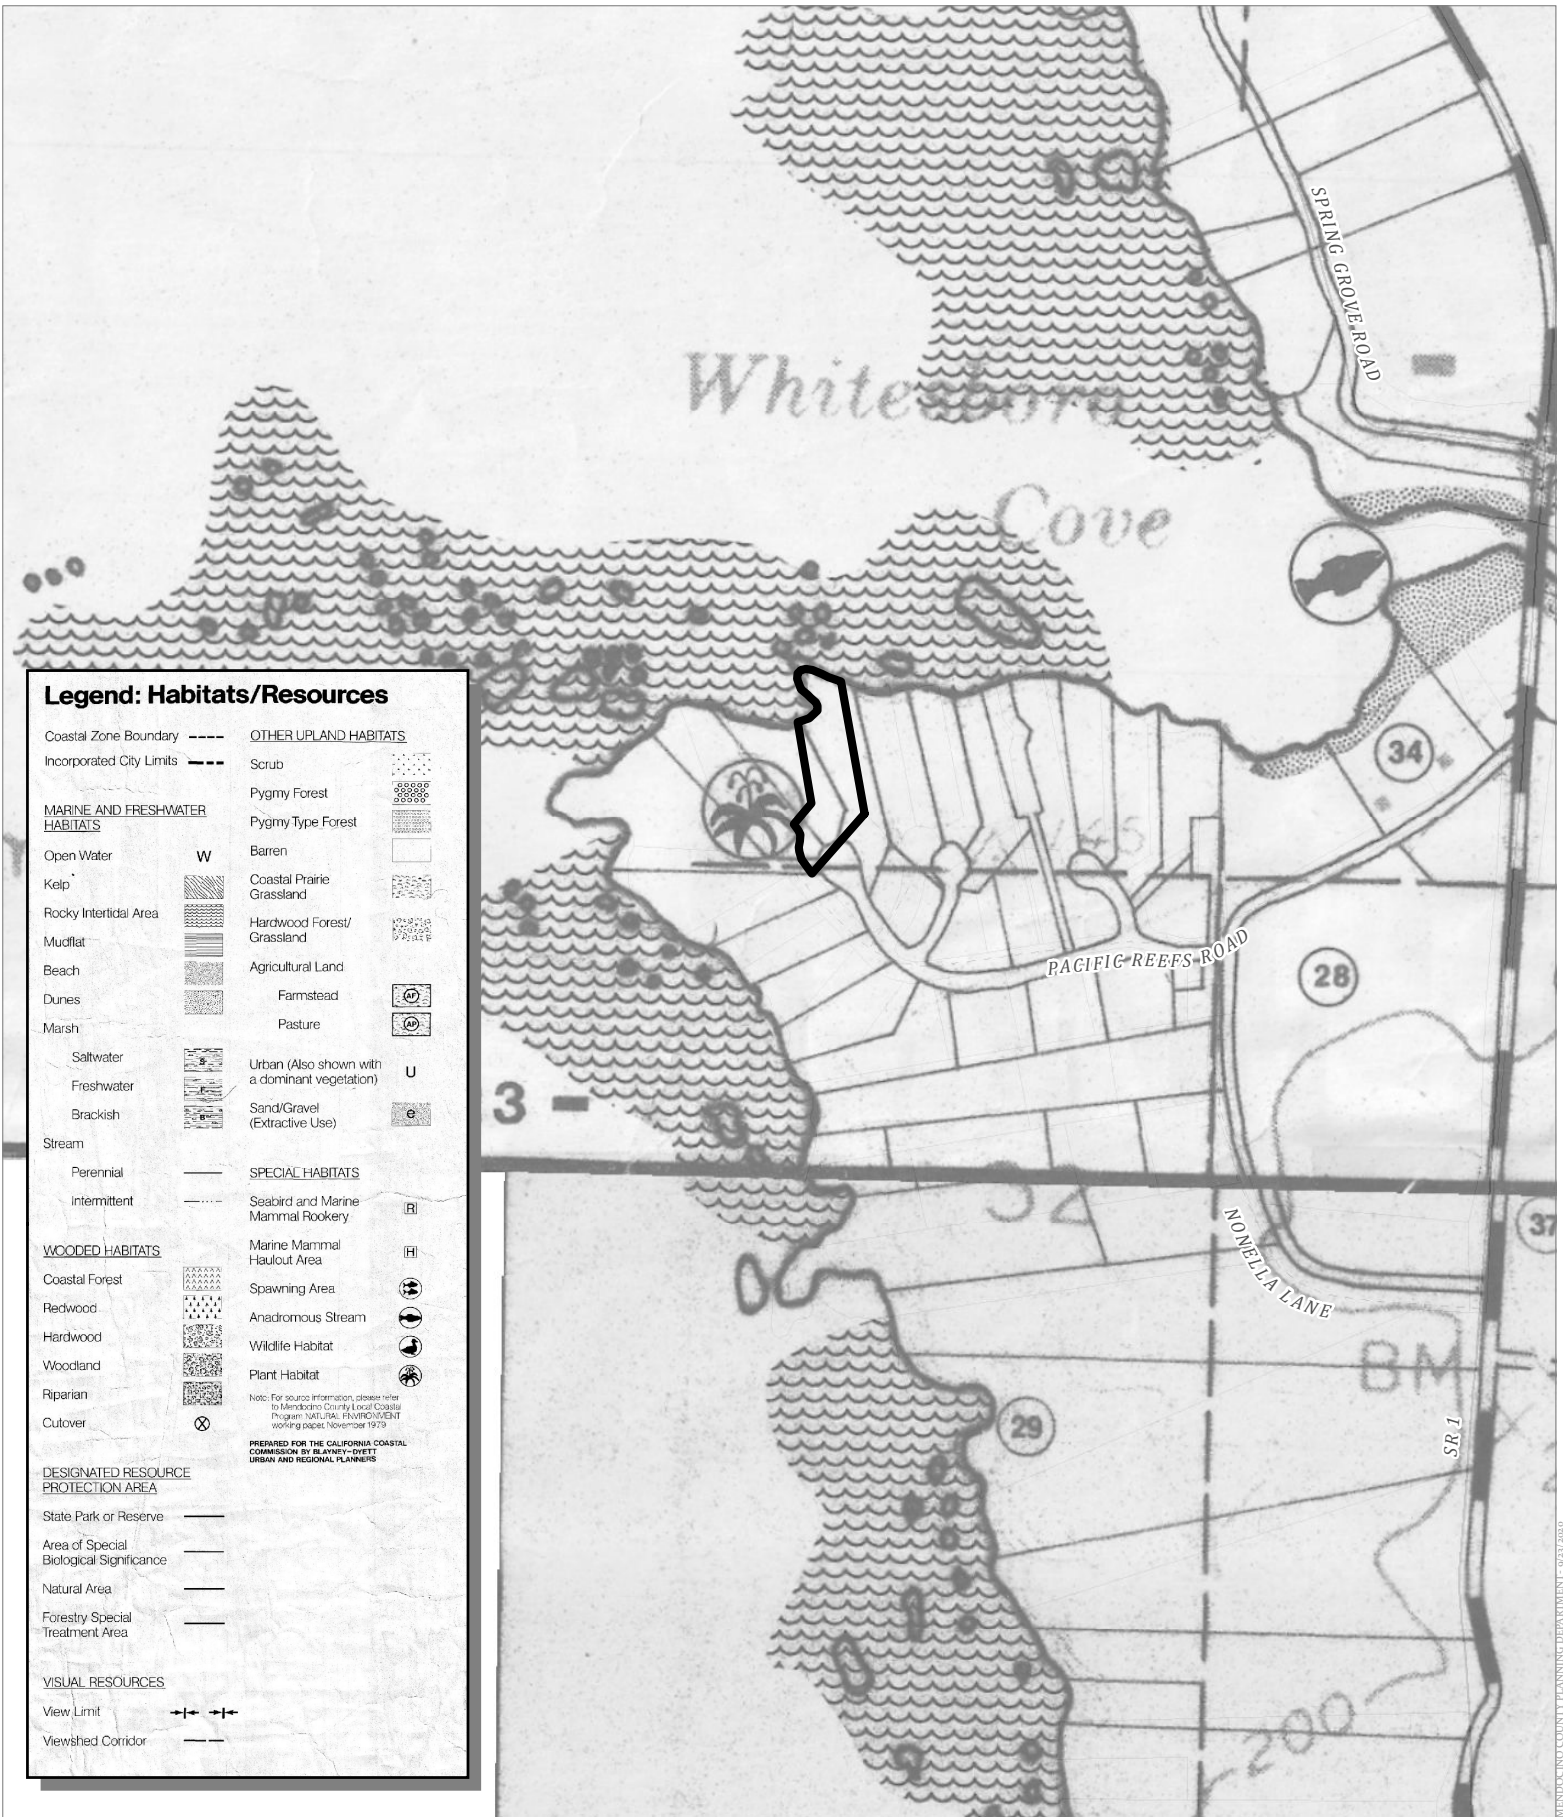 SPRING GROVE ROAD
Whitesboro
Cove
34
PACIFIC REEFS ROAD
28
3
37
NONELLA LANE
BM
29
SR 1
200
Legend: Habitats/Resources
Coastal Zone Boundary
Incorporated City Limits
MARINE AND FRESHWATER
HABITATS
Open Water W
Kelp
Rocky Intertidal Area
Mudflat
Beach
Dunes
Marsh
Saltwater S
Freshwater F
Brackish B
Stream
Perennial
Intermittent
WOODED HABITATS
Coastal Forest
Redwood
Hardwood
Woodland
Riparian
Cutover
DESIGNATED RESOURCE
PROTECTION AREA
State Park or Reserve
Area of Special
Biological Significance
Natural Area
Forestry Special
Treatment Area
VISUAL RESOURCES
View Limit
Viewshed Corridor
OTHER UPLAND HABITATS
Scrub
Pygmy Forest
Pygmy Type Forest
Barren
Coastal Prairie
Grassland
Hardwood Forest/
Grassland
Agricultural Land
Farmstead AF
Pasture AP
Urban (Also shown with
a dominant vegetation) U
Sand/Gravel
(Extractive Use) e
SPECIAL HABITATS
Seabird and Marine
Mammal Rookery R
Marine Mammal
Haulout Area H
Spawning Area
Anadromous Stream
Wildlife Habitat
Plant Habitat
Note: For source information, please refer
to Mendocino County Local Coastal
Program NATURAL ENVIRONMENT
working paper, November 1979
PREPARED FOR THE CALIFORNIA COASTAL
COMMISSION BY BLAYNEY-DYETT
URBAN AND REGIONAL PLANNERS